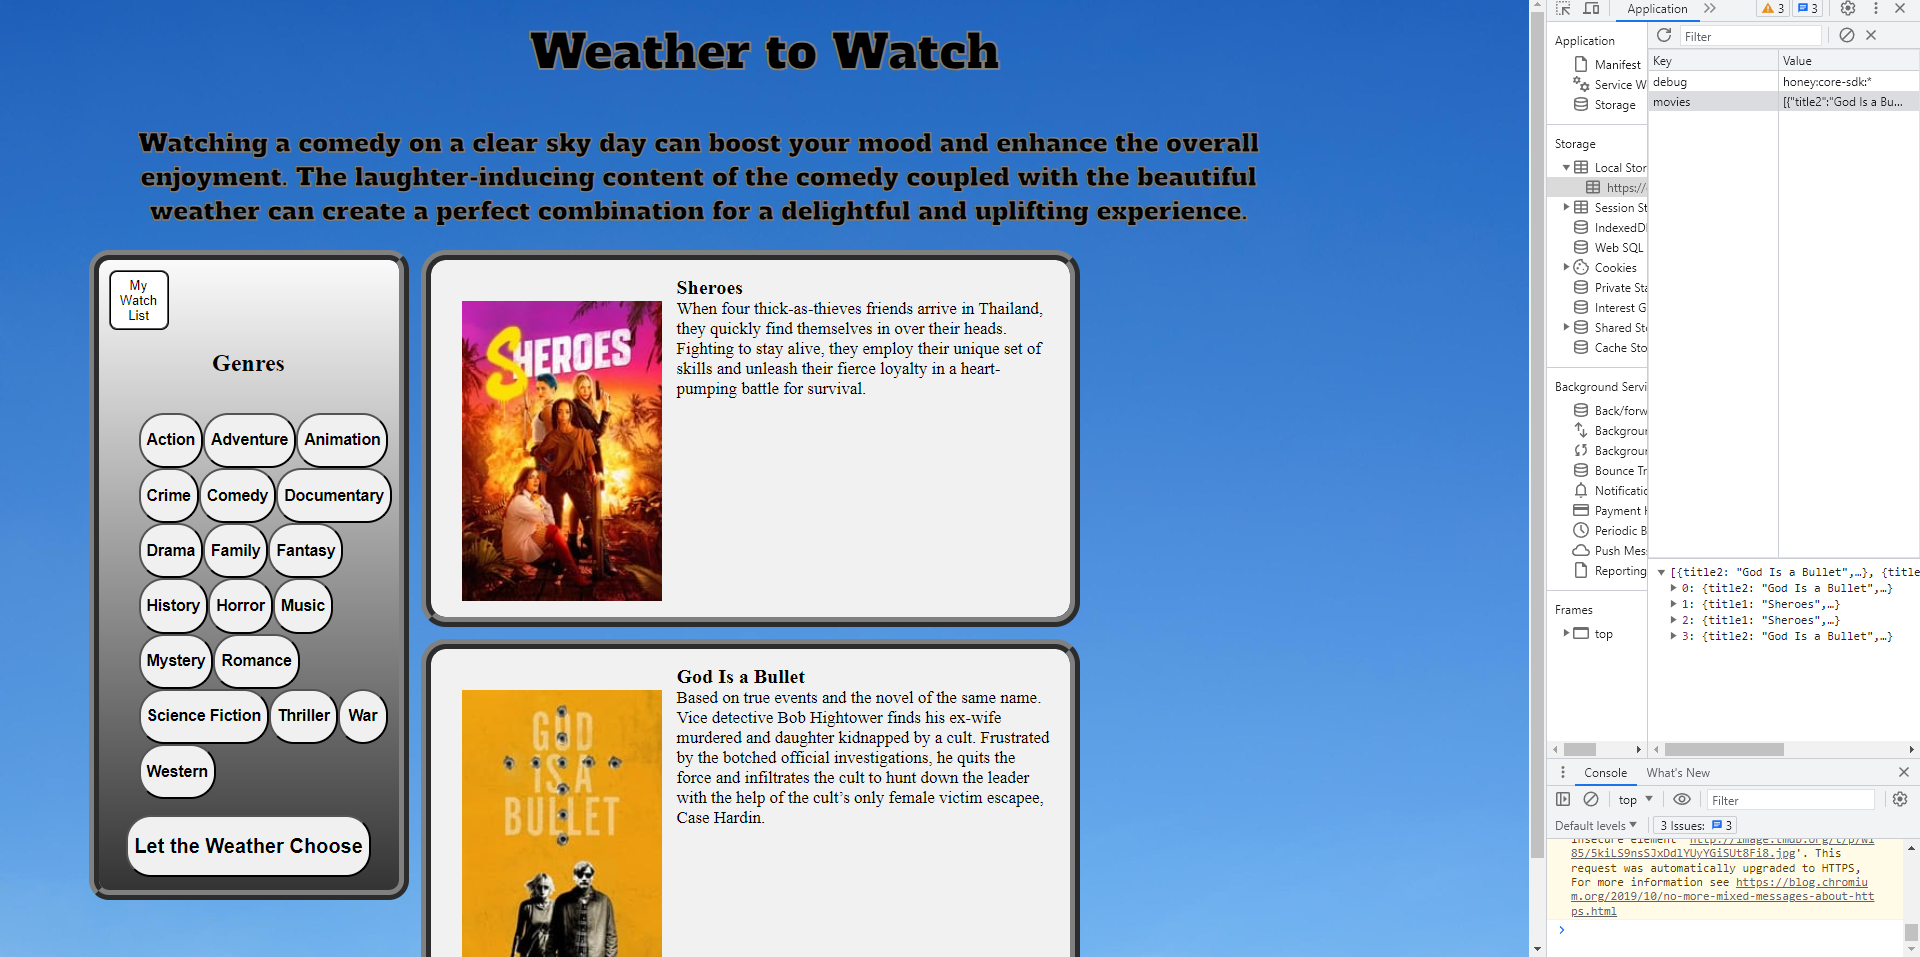 Weather to Watch
Watching a comedy on a clear sky day can boost your mood and enhance the overall
enjoyment. The laughter-inducing content of the comedy coupled with the beautiful
weather can create a perfect combination for a delightful and uplifting experience.
My
Watch
List
Genres
Action Adventure Animation
Crime Comedy Documentary
Drama Family Fantasy
History Horror Music
Mystery Romance
Science Fiction Thriller War
Western
Let the Weather Choose
Sheroes
When four thick-as-thieves friends arrive in Thailand,
they quickly find themselves in over their heads.
Fighting to stay alive, they employ their unique set of
skills and unleash their fierce loyalty in a heart-
pumping battle for survival.
SHEROES
God Is a Bullet
Based on true events and the novel of the same name.
Vice detective Bob Hightower finds his ex-wife
murdered and daughter kidnapped by a cult. Frustrated
by the botched official investigations, he quits the
force and infiltrates the cult to hunt down the leader
with the help of the cult’s only female victim escapee,
Case Hardin.
GOD
IS A
BULLET
Application
3 3
Filter
Application
Manifest
Service W
Storage
Storage
Local Stor
https://
Session St
IndexedD
Web SQL
Cookies
Private Sta
Interest G
Shared Sto
Cache Sto
Background Servi
Back/forw
Backgrour
Backgrour
Bounce Tr
Notificatic
Payment H
Periodic B
Push Mes
Reporting
Frames
top
Key Value
debug honey:core-sdk:*
movies [{"title2":"God Is a Bu...
[{title2: "God Is a Bullet",…}, {title
0: {title2: "God Is a Bullet",…}
1: {title1: "Sheroes",…}
2: {title1: "Sheroes",…}
3: {title2: "God Is a Bullet",…}
Console What's New
top Filter
Default levels 3 Issues: 3
insecure element 'http://image.tmdb.org/t/p/w1
85/5kiLS9nsSJxDdlYUyYGiSUt8Fi8.jpg'. This
request was automatically upgraded to HTTPS,
For more information see https://blog.chromiu
m.org/2019/10/no-more-mixed-messages-about-htt
ps.html